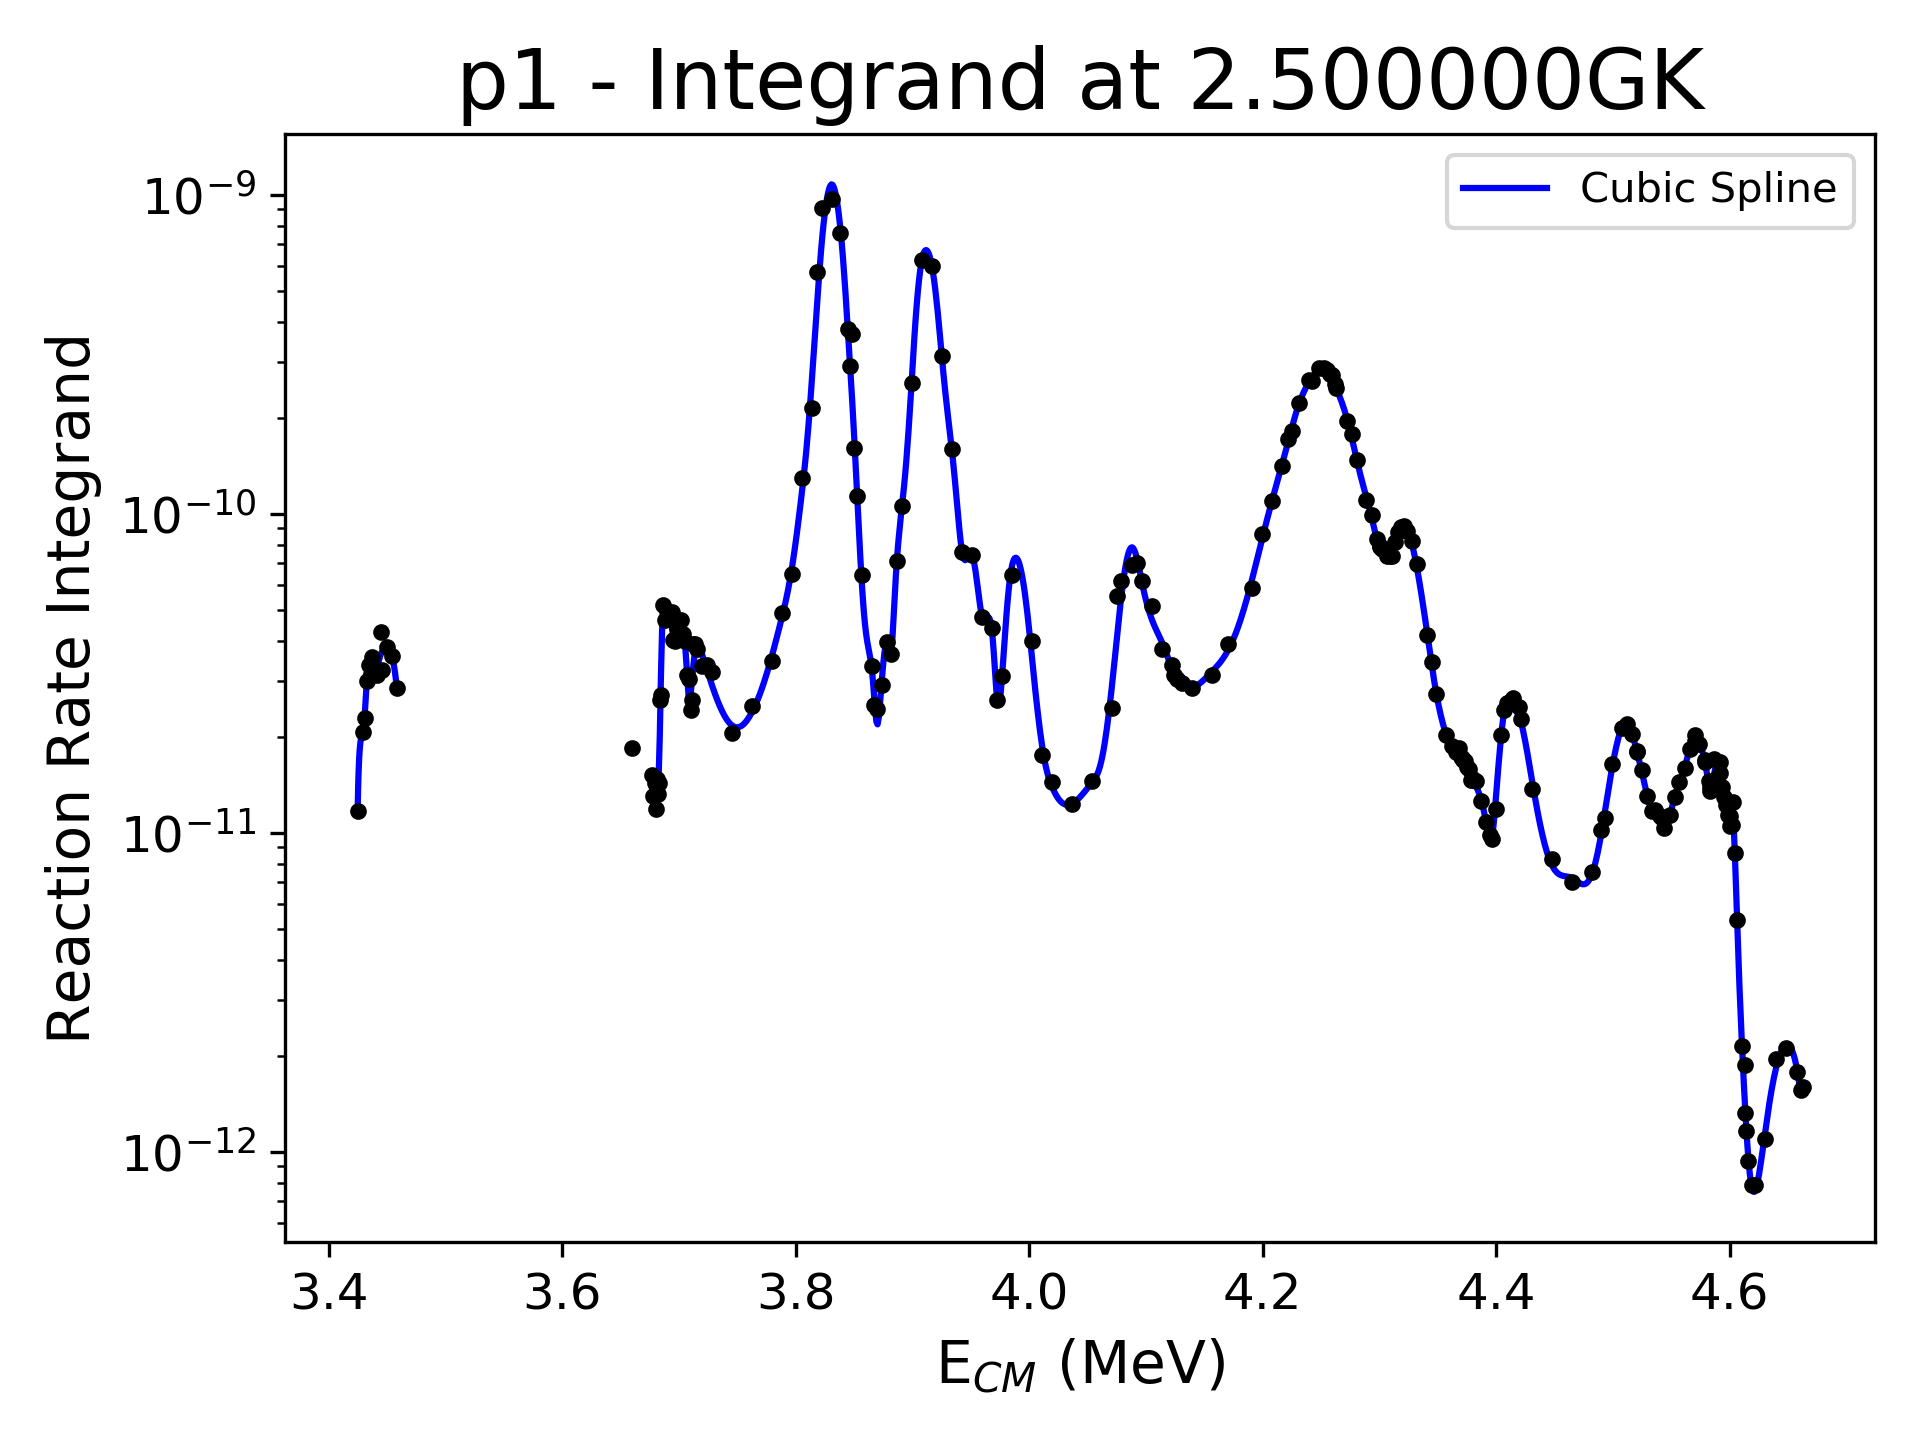 p1 - Integrand at 2.500000GK
Cubic Spline
Reaction Rate Integrand
10⁻⁹
10⁻¹⁰
10⁻¹¹
10⁻¹²
3.4 3.6 3.8 4.0 4.2 4.4 4.6
E_CM (MeV)